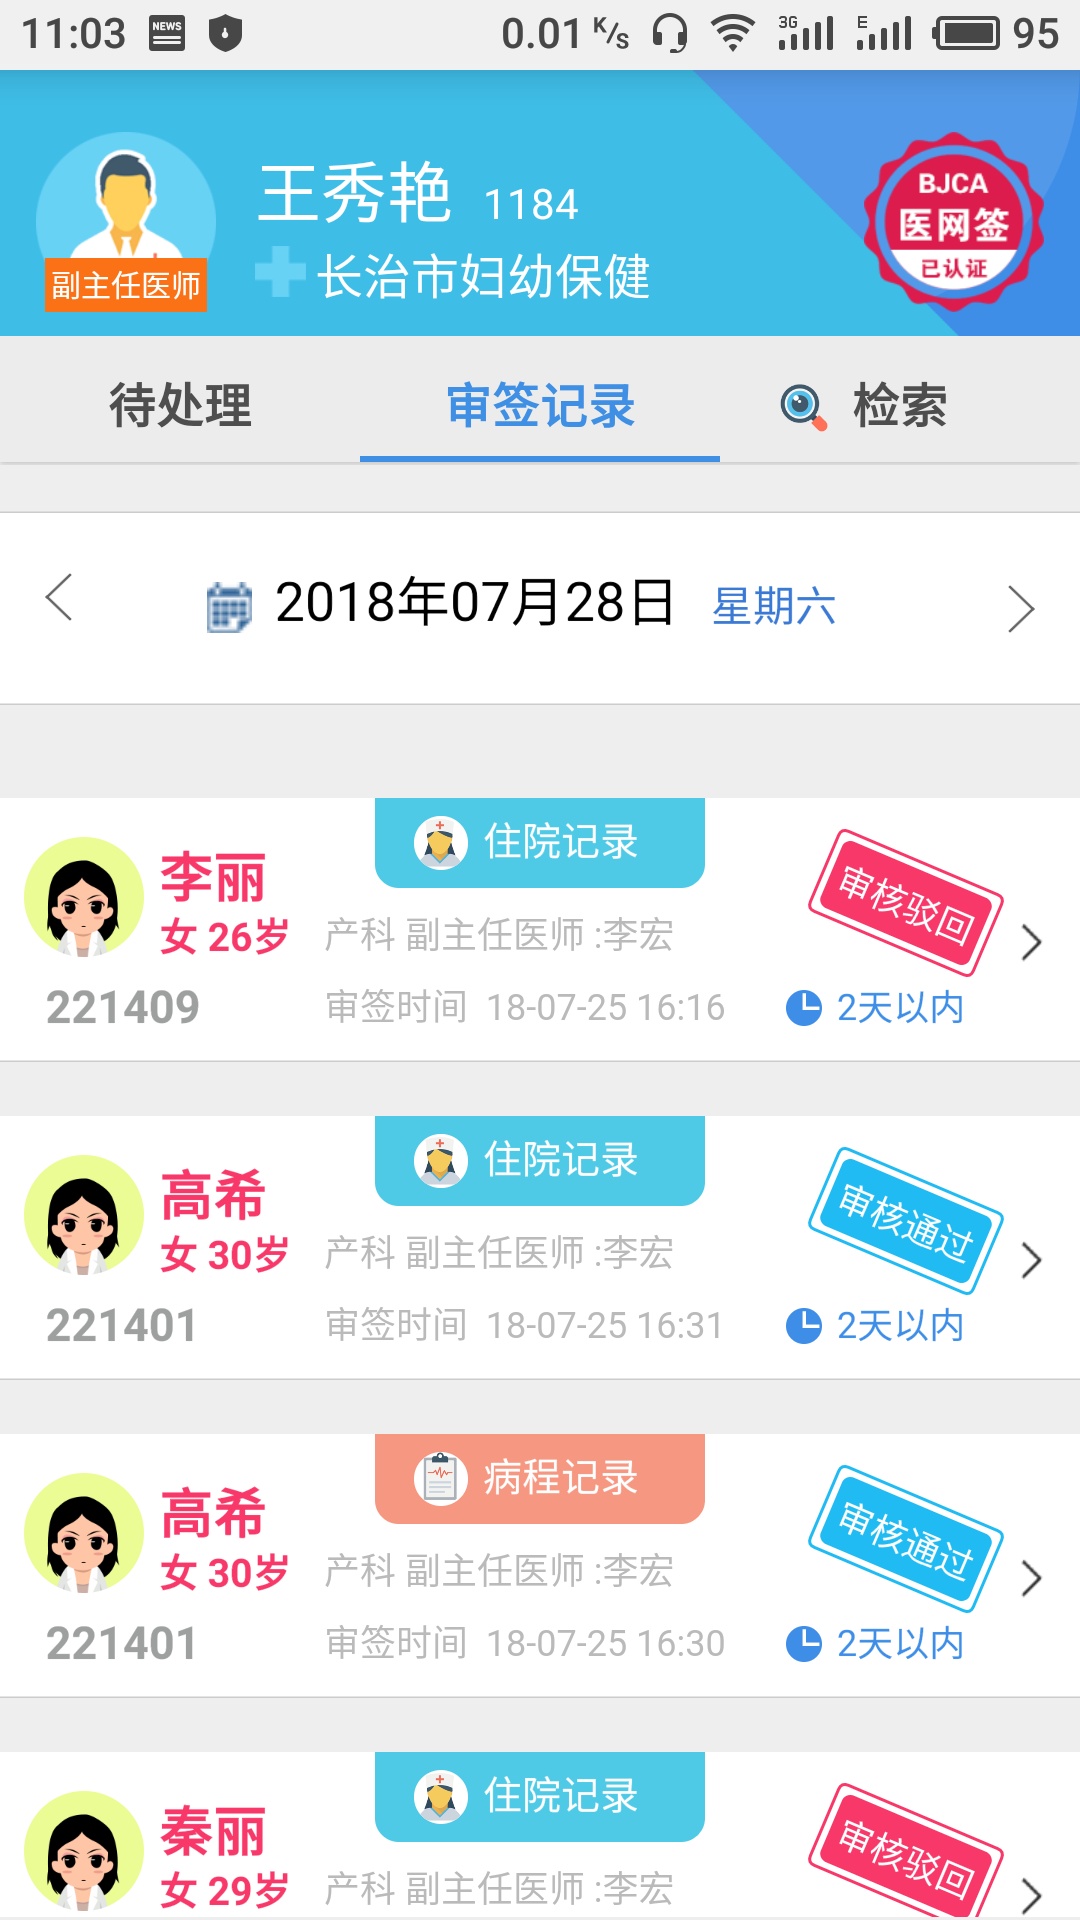 11:03 NEWS 0.01 K/s 3G E 95
王秀艳 1184
长治市妇幼保健
副主任医师
BJCA
医网签
已认证
待处理 审签记录 检索
2018年07月28日 星期六
住院记录
李丽
女 26岁 产科 副主任医师 :李宏
审核驳回
221409 审签时间 18-07-25 16:16 2天以内
住院记录
高希
女 30岁 产科 副主任医师 :李宏
审核通过
221401 审签时间 18-07-25 16:31 2天以内
病程记录
高希
女 30岁 产科 副主任医师 :李宏
审核通过
221401 审签时间 18-07-25 16:30 2天以内
住院记录
秦丽
女 29岁 产科 副主任医师 :李宏
审核驳回